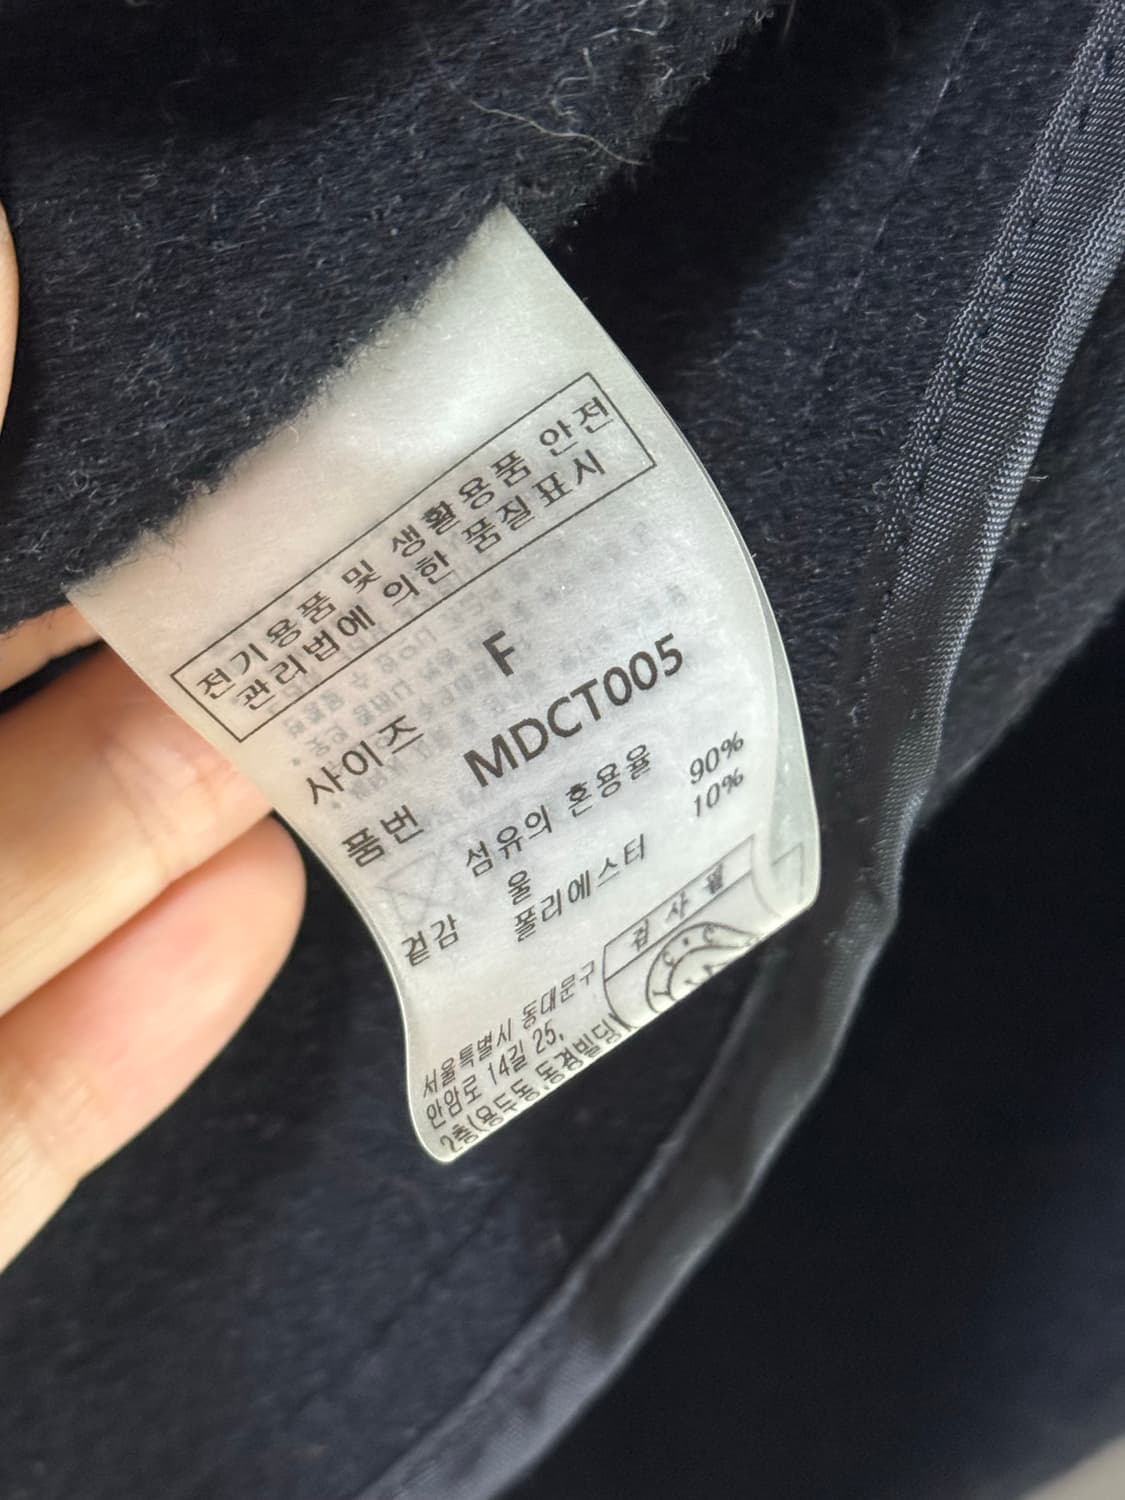 전기용품 및 생활용품 안전
관리법에 의한 품질표시
사이즈 F
품번 MDCT005
섬유의 혼용율
겉감 울 90%
폴리에스터 10%
검사필
서울특별시 동대문구
안암로 14길 25,
2층(용두동,동경빌딩)